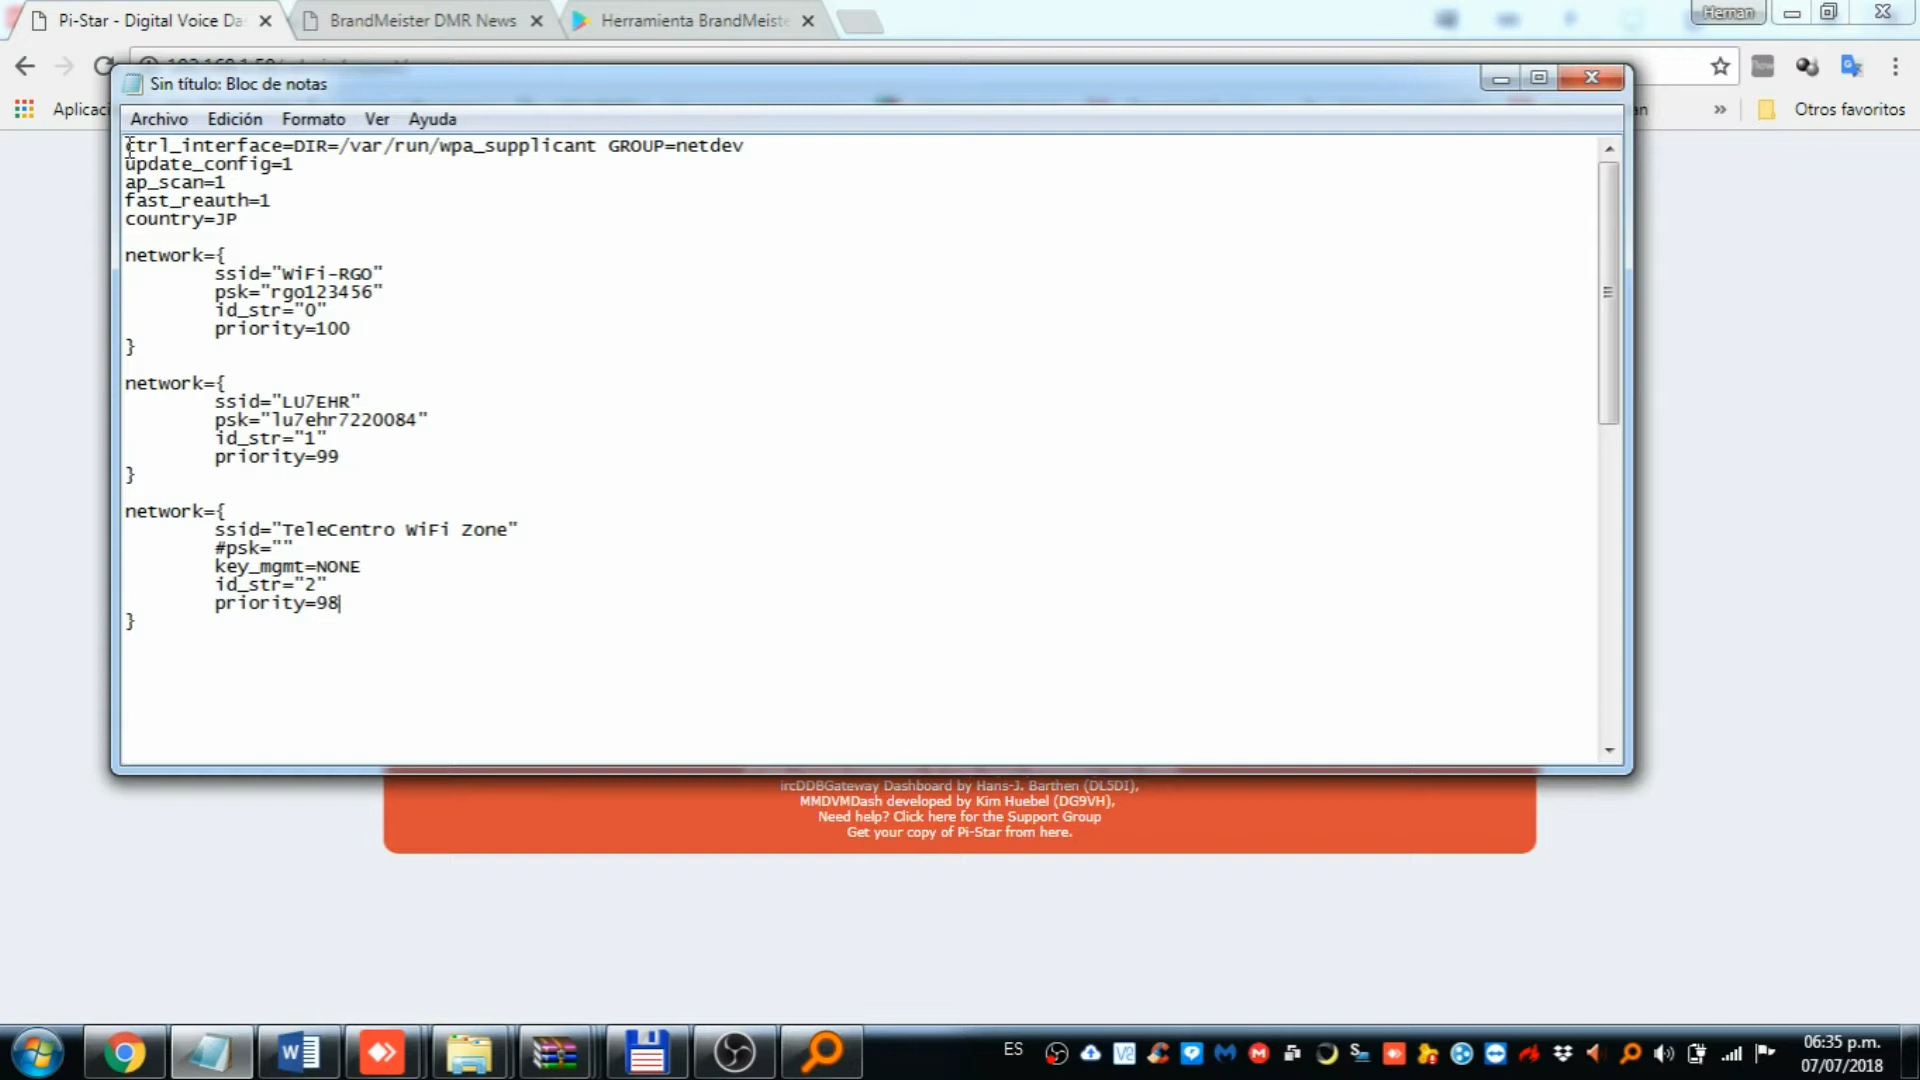 Pi-Star - Digital Voice Da
BrandMeister DMR News
Herramienta BrandMeiste
Hernan
Aplicaci
Otros favoritos
Sin título: Bloc de notas
Archivo Edición Formato Ver Ayuda
ctrl_interface=DIR=/var/run/wpa_supplicant GROUP=netdev
update_config=1
ap_scan=1
fast_reauth=1
country=JP
network={
ssid="WiFi-RGO"
psk="rgo123456"
id_str="0"
priority=100
}
network={
ssid="LU7EHR"
psk="lu7ehr7220084"
id_str="1"
priority=99
}
network={
ssid="TeleCentro WiFi Zone"
#psk=""
key_mgmt=NONE
id_str="2"
priority=98
}
ircDDBGateway Dashboard by Hans-J. Barthen (DL5DI),
MMDVMDash developed by Kim Huebel (DG9VH),
Need help? Click here for the Support Group
Get your copy of Pi-Star from here.
ES
06:35 p.m.
07/07/2018